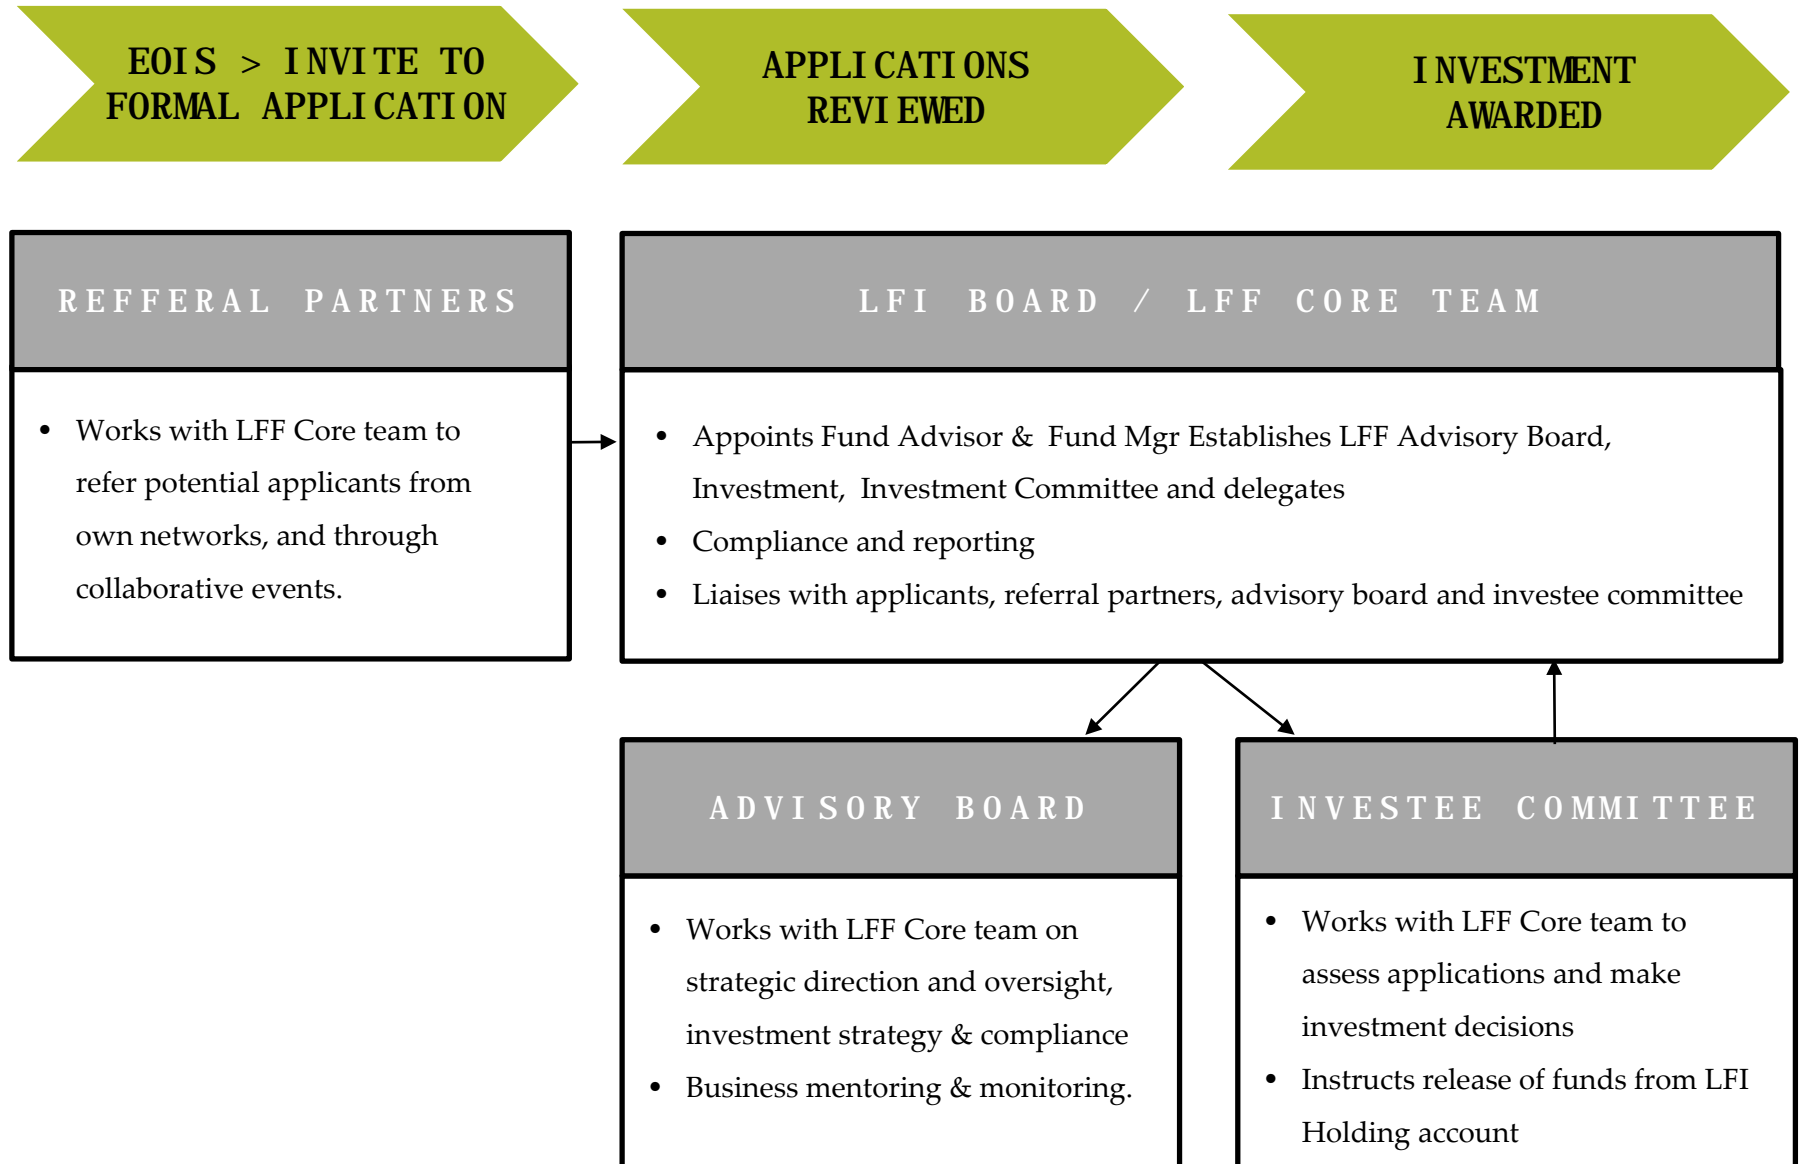 EOIS > INVITE TO
FORMAL APPLICATION
APPLICATIONS
REVIEWED
INVESTMENT
AWARDED
REFFERAL PARTNERS
• Works with LFF Core team to
refer potential applicants from
own networks, and through
collaborative events.
LFI BOARD / LFF CORE TEAM
• Appoints Fund Advisor & Fund Mgr Establishes LFF Advisory Board,
Investment, Investment Committee and delegates
• Compliance and reporting
• Liaises with applicants, referral partners, advisory board and investee committee
ADVISORY BOARD
• Works with LFF Core team on
strategic direction and oversight,
investment strategy & compliance
• Business mentoring & monitoring.
INVESTEE COMMITTEE
• Works with LFF Core team to
assess applications and make
investment decisions
• Instructs release of funds from LFI
Holding account